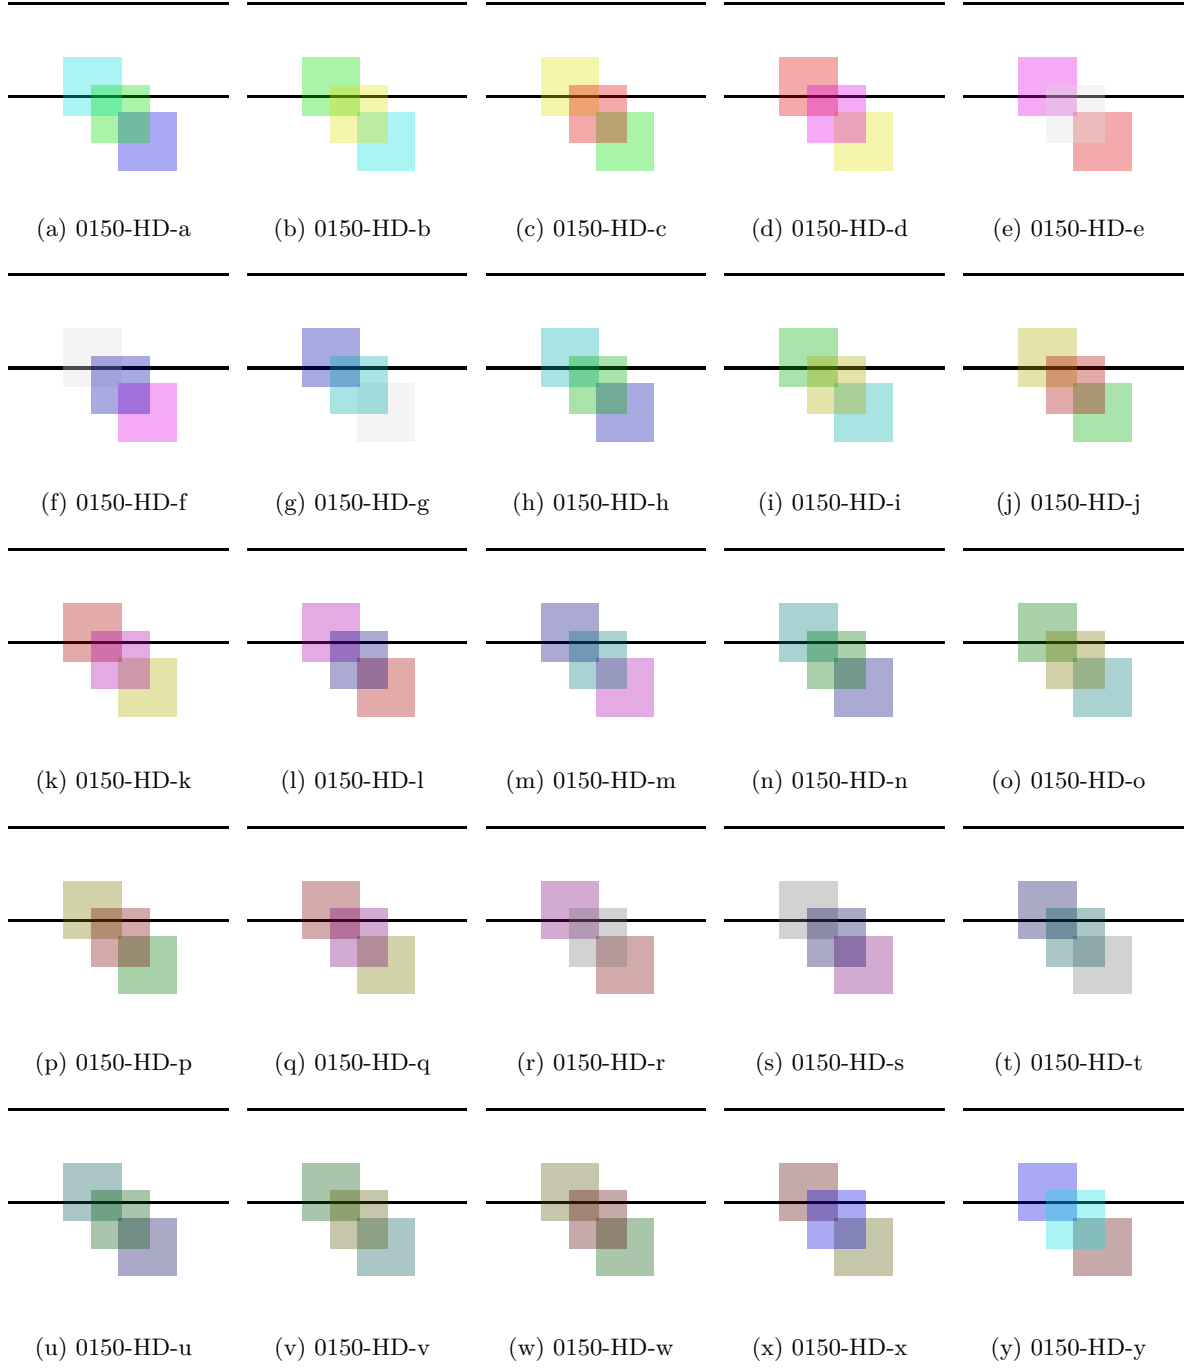 (a) 0150-HD-a (b) 0150-HD-b (c) 0150-HD-c (d) 0150-HD-d (e) 0150-HD-e
(f) 0150-HD-f (g) 0150-HD-g (h) 0150-HD-h (i) 0150-HD-i (j) 0150-HD-j
(k) 0150-HD-k (l) 0150-HD-l (m) 0150-HD-m (n) 0150-HD-n (o) 0150-HD-o
(p) 0150-HD-p (q) 0150-HD-q (r) 0150-HD-r (s) 0150-HD-s (t) 0150-HD-t
(u) 0150-HD-u (v) 0150-HD-v (w) 0150-HD-w (x) 0150-HD-x (y) 0150-HD-y